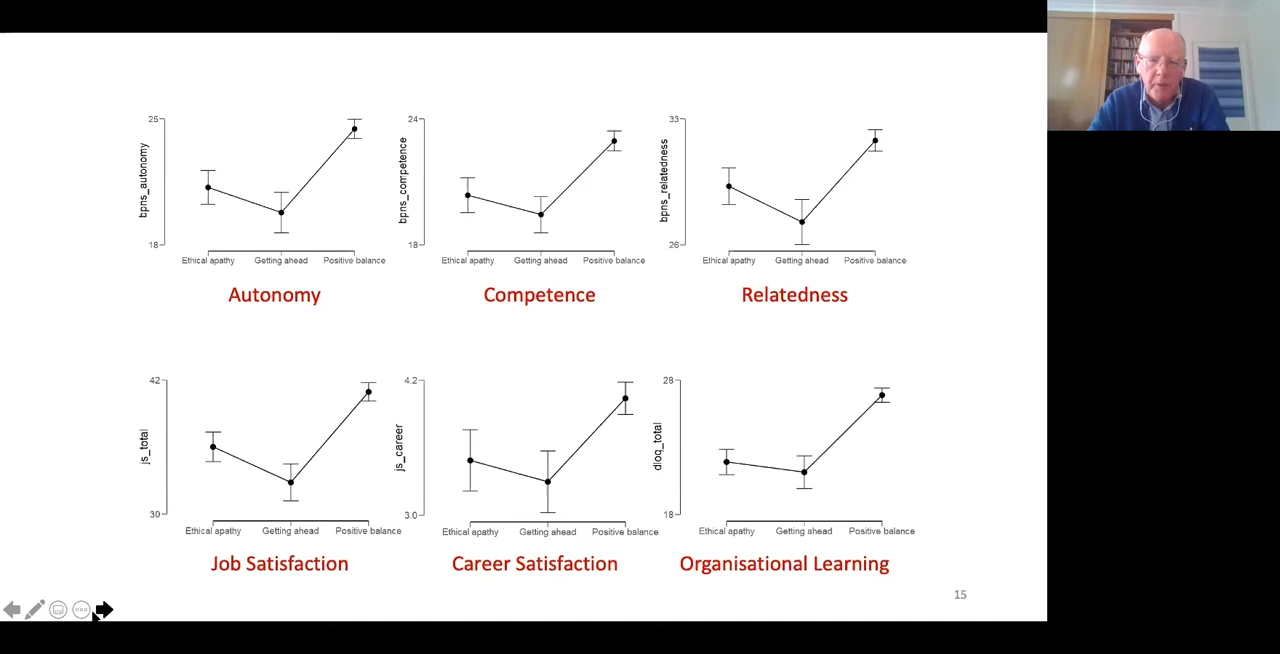 25
bpns_autonomy
18
Ethical apathy Getting ahead Positive balance
Autonomy
24
bpns_competence
18
Ethical apathy Getting ahead Positive balance
Competence
33
bpns_relatedness
26
Ethical apathy Getting ahead Positive balance
Relatedness
42
js_total
30
Ethical apathy Getting ahead Positive balance
Job Satisfaction
4.2
js_career
3.0
Ethical apathy Getting ahead Positive balance
Career Satisfaction
28
dloq_total
18
Ethical apathy Getting ahead Positive balance
Organisational Learning
15